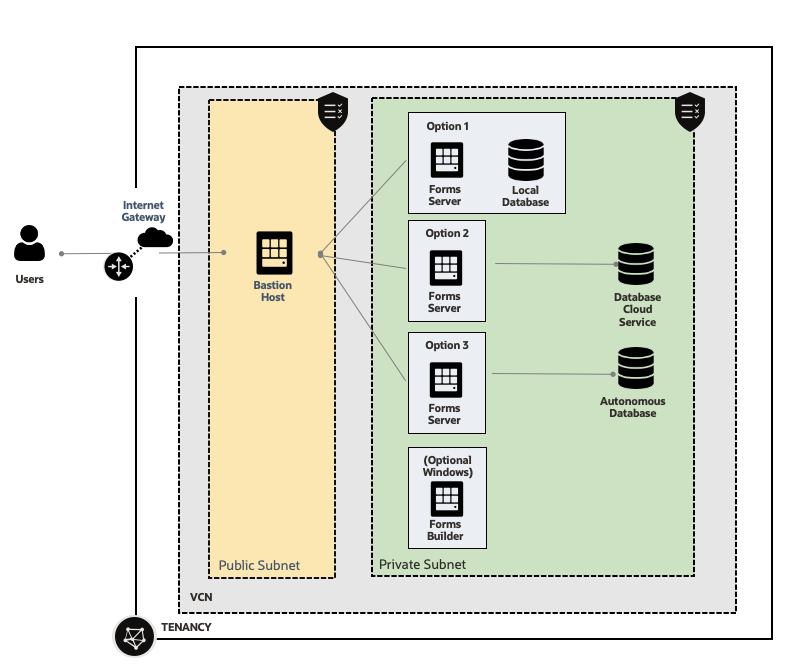 Internet
Gateway
Users
Bastion
Host
Public Subnet
Option 1
Forms
Server
Local
Database
Option 2
Forms
Server
Database
Cloud
Service
Option 3
Forms
Server
Autonomous
Database
(Optional
Windows)
Forms
Builder
Private Subnet
VCN
TENANCY